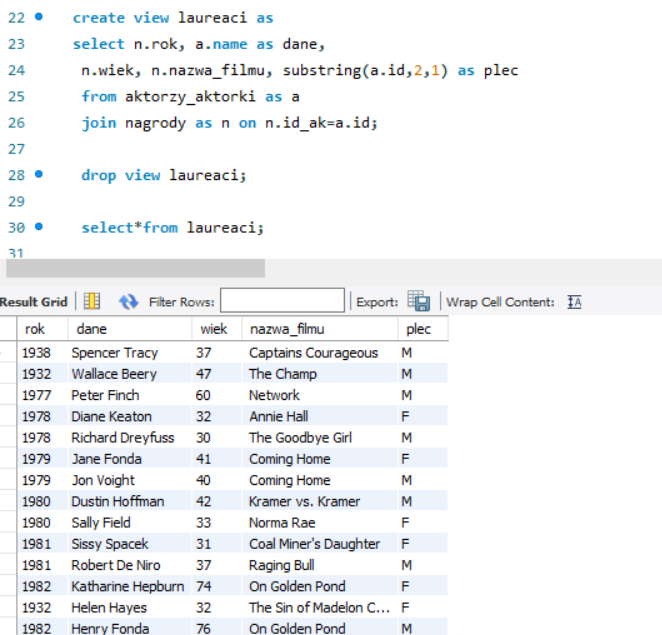 22 create view laureaci as
23 select n.rok, a.name as dane,
24 n.wiek, n.nazwa_filmu, substring(a.id,2,1) as plec
25 from aktorzy_aktorki as a
26 join nagrody as n on n.id_ak=a.id;
27
28 drop view laureaci;
29
30 select*from laureaci;
31
Result Grid Filter Rows: Export: Wrap Cell Content:
rok dane wiek nazwa_filmu plec
1938 Spencer Tracy 37 Captains Courageous M
1932 Wallace Beery 47 The Champ M
1977 Peter Finch 60 Network M
1978 Diane Keaton 32 Annie Hall F
1978 Richard Dreyfuss 30 The Goodbye Girl M
1979 Jane Fonda 41 Coming Home F
1979 Jon Voight 40 Coming Home M
1980 Dustin Hoffman 42 Kramer vs. Kramer M
1980 Sally Field 33 Norma Rae F
1981 Sissy Spacek 31 Coal Miner's Daughter F
1981 Robert De Niro 37 Raging Bull M
1982 Katharine Hepburn 74 On Golden Pond F
1932 Helen Hayes 32 The Sin of Madelon C... F
1982 Henry Fonda 76 On Golden Pond M